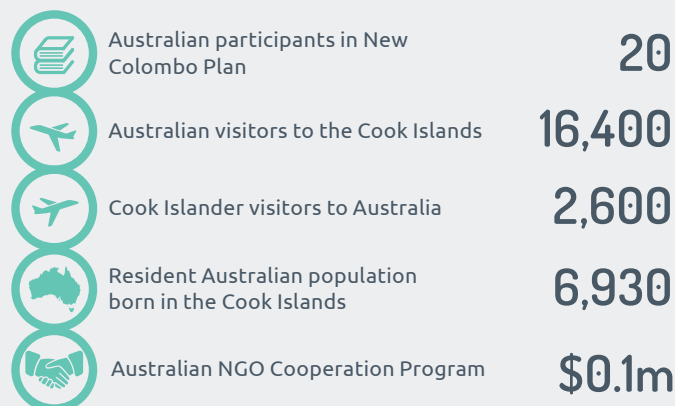 Australian participants in New
Colombo Plan
20
Australian visitors to the Cook Islands
16,400
Cook Islander visitors to Australia
2,600
Resident Australian population
born in the Cook Islands
6,930
Australian NGO Cooperation Program
$0.1m